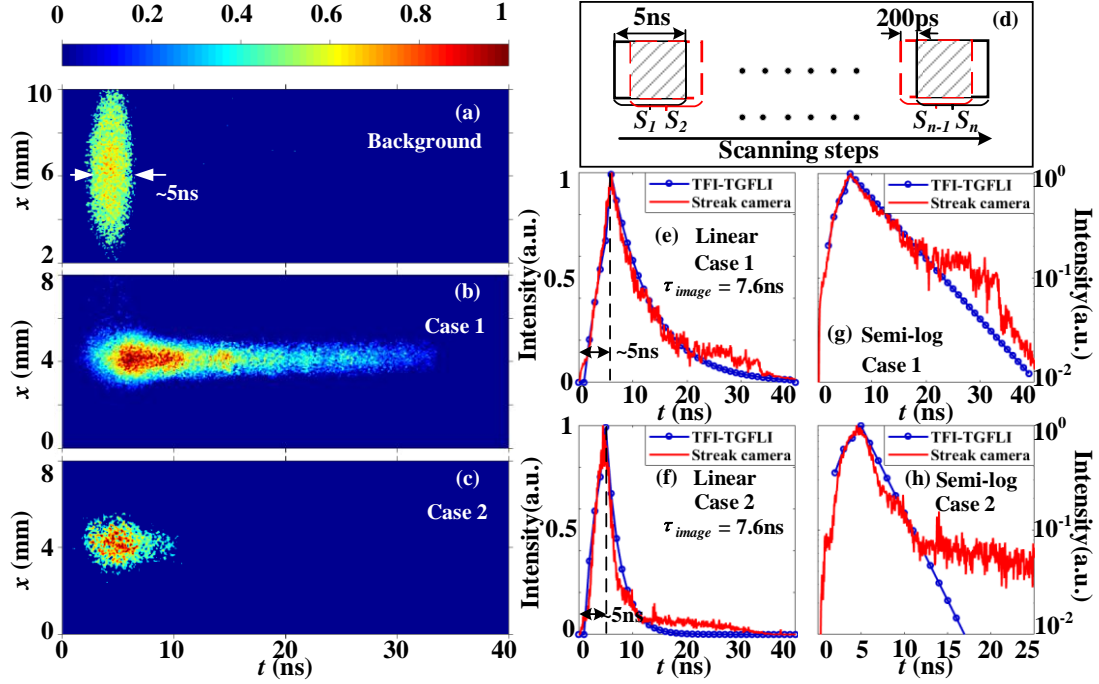 0 0.2 0.4 0.6 0.8 1
10
8
6
4
2
x (mm)
(a)
Background
~5ns
8
4
0
x (mm)
(b)
Case 1
8
4
0
x (mm)
(c)
Case 2
0 10 20 30 40
t (ns)
5ns
200ps
(d)
S1 S2
Sn-1 Sn
Scanning steps
1
0.5
0
Intensity(a.u.)
TFI-TGFLI
Streak camera
(e) Linear
Case 1
τimage = 7.6ns
~5ns
0 10 20 30 40
t (ns)
TFI-TGFLI
Streak camera
(g) Semi-log
Case 1
10^0
10^-1
10^-2
Intensity(a.u.)
0 10 20 30 40
t (ns)
1
0.5
0
Intensity(a.u.)
TFI-TGFLI
Streak camera
(f) Linear
Case 2
τimage = 7.6ns
~5ns
0 10 20 30 40
t (ns)
TFI-TGFLI
Streak camera
(h) Semi-log
Case 2
10^0
10^-1
10^-2
Intensity(a.u.)
0 5 10 15 20 25
t (ns)